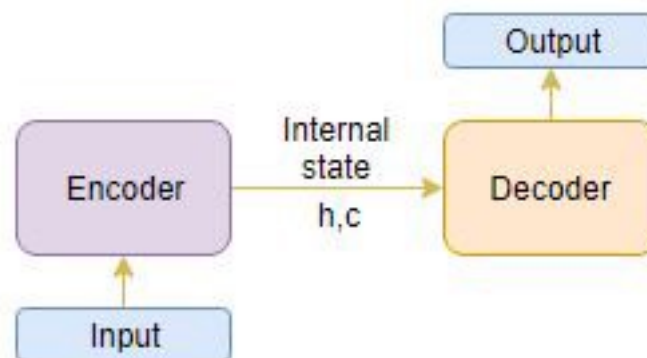 Output
Encoder
Internal
state
h,c
Decoder
Input